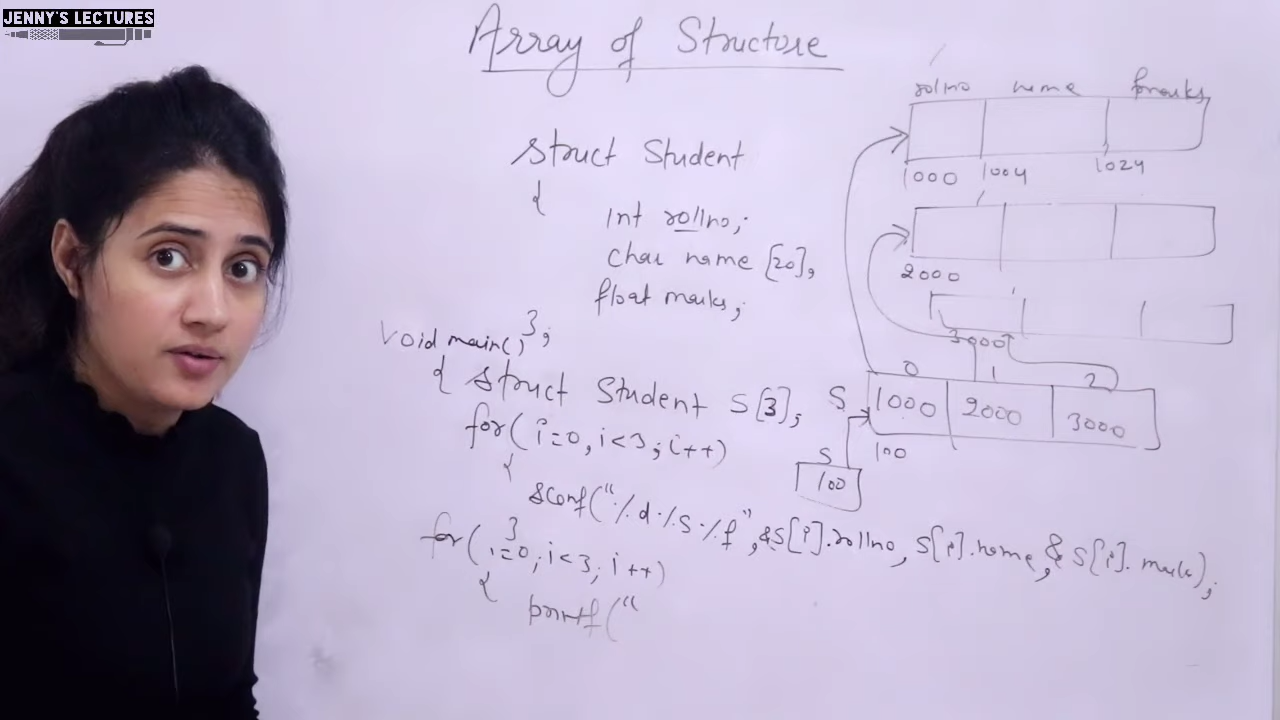 JENNY'S LECTURES
Array of Structure
struct Student
{
int rollno;
char name [20],
float marks;
};
void main()
{ struct Student S[3];
for( i=0, i<3; i++)
{
scanf("%d %s %f", &S[i].rollno, S[i].name, &S[i].marks);
}
for( i=0, i<3; i++)
{
printf("
rollno name marks
1000 1004 1024
2000
3000
0 1 2
S 1000 2000 3000
100
S
100